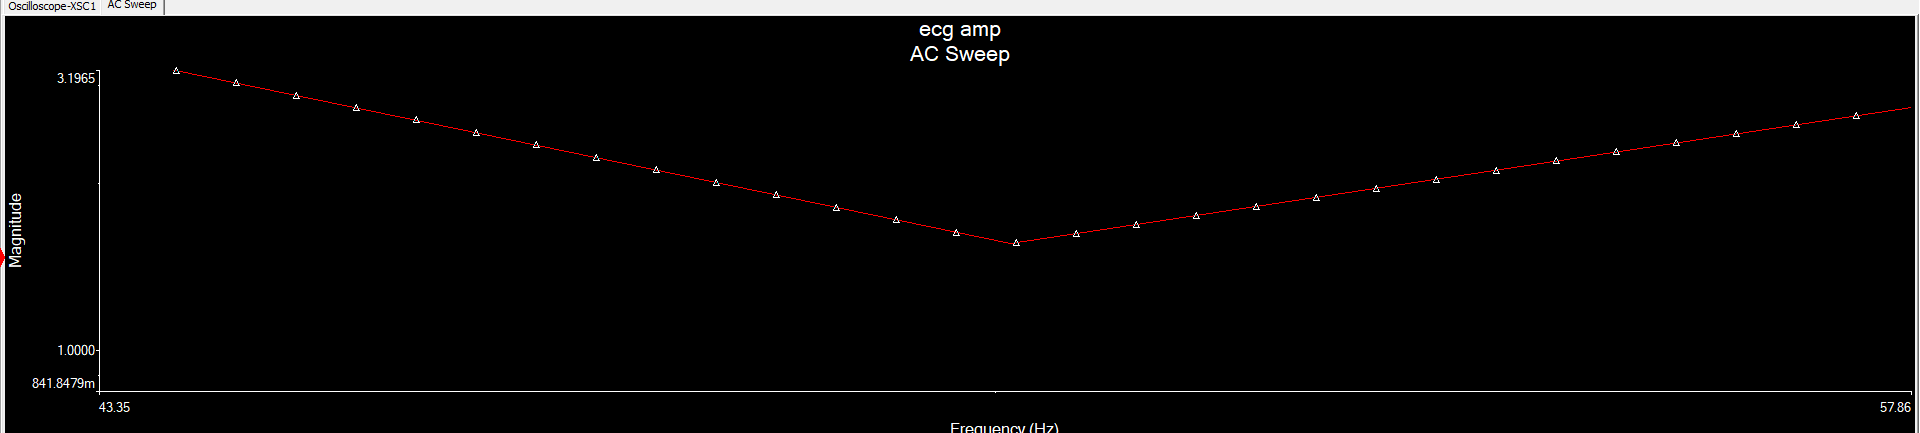 Oscilloscope-XSC1 AC Sweep
ecg amp
AC Sweep
3.1965
Magnitude
1.0000
841.8479m
43.35
57.86
Frequency (Hz)